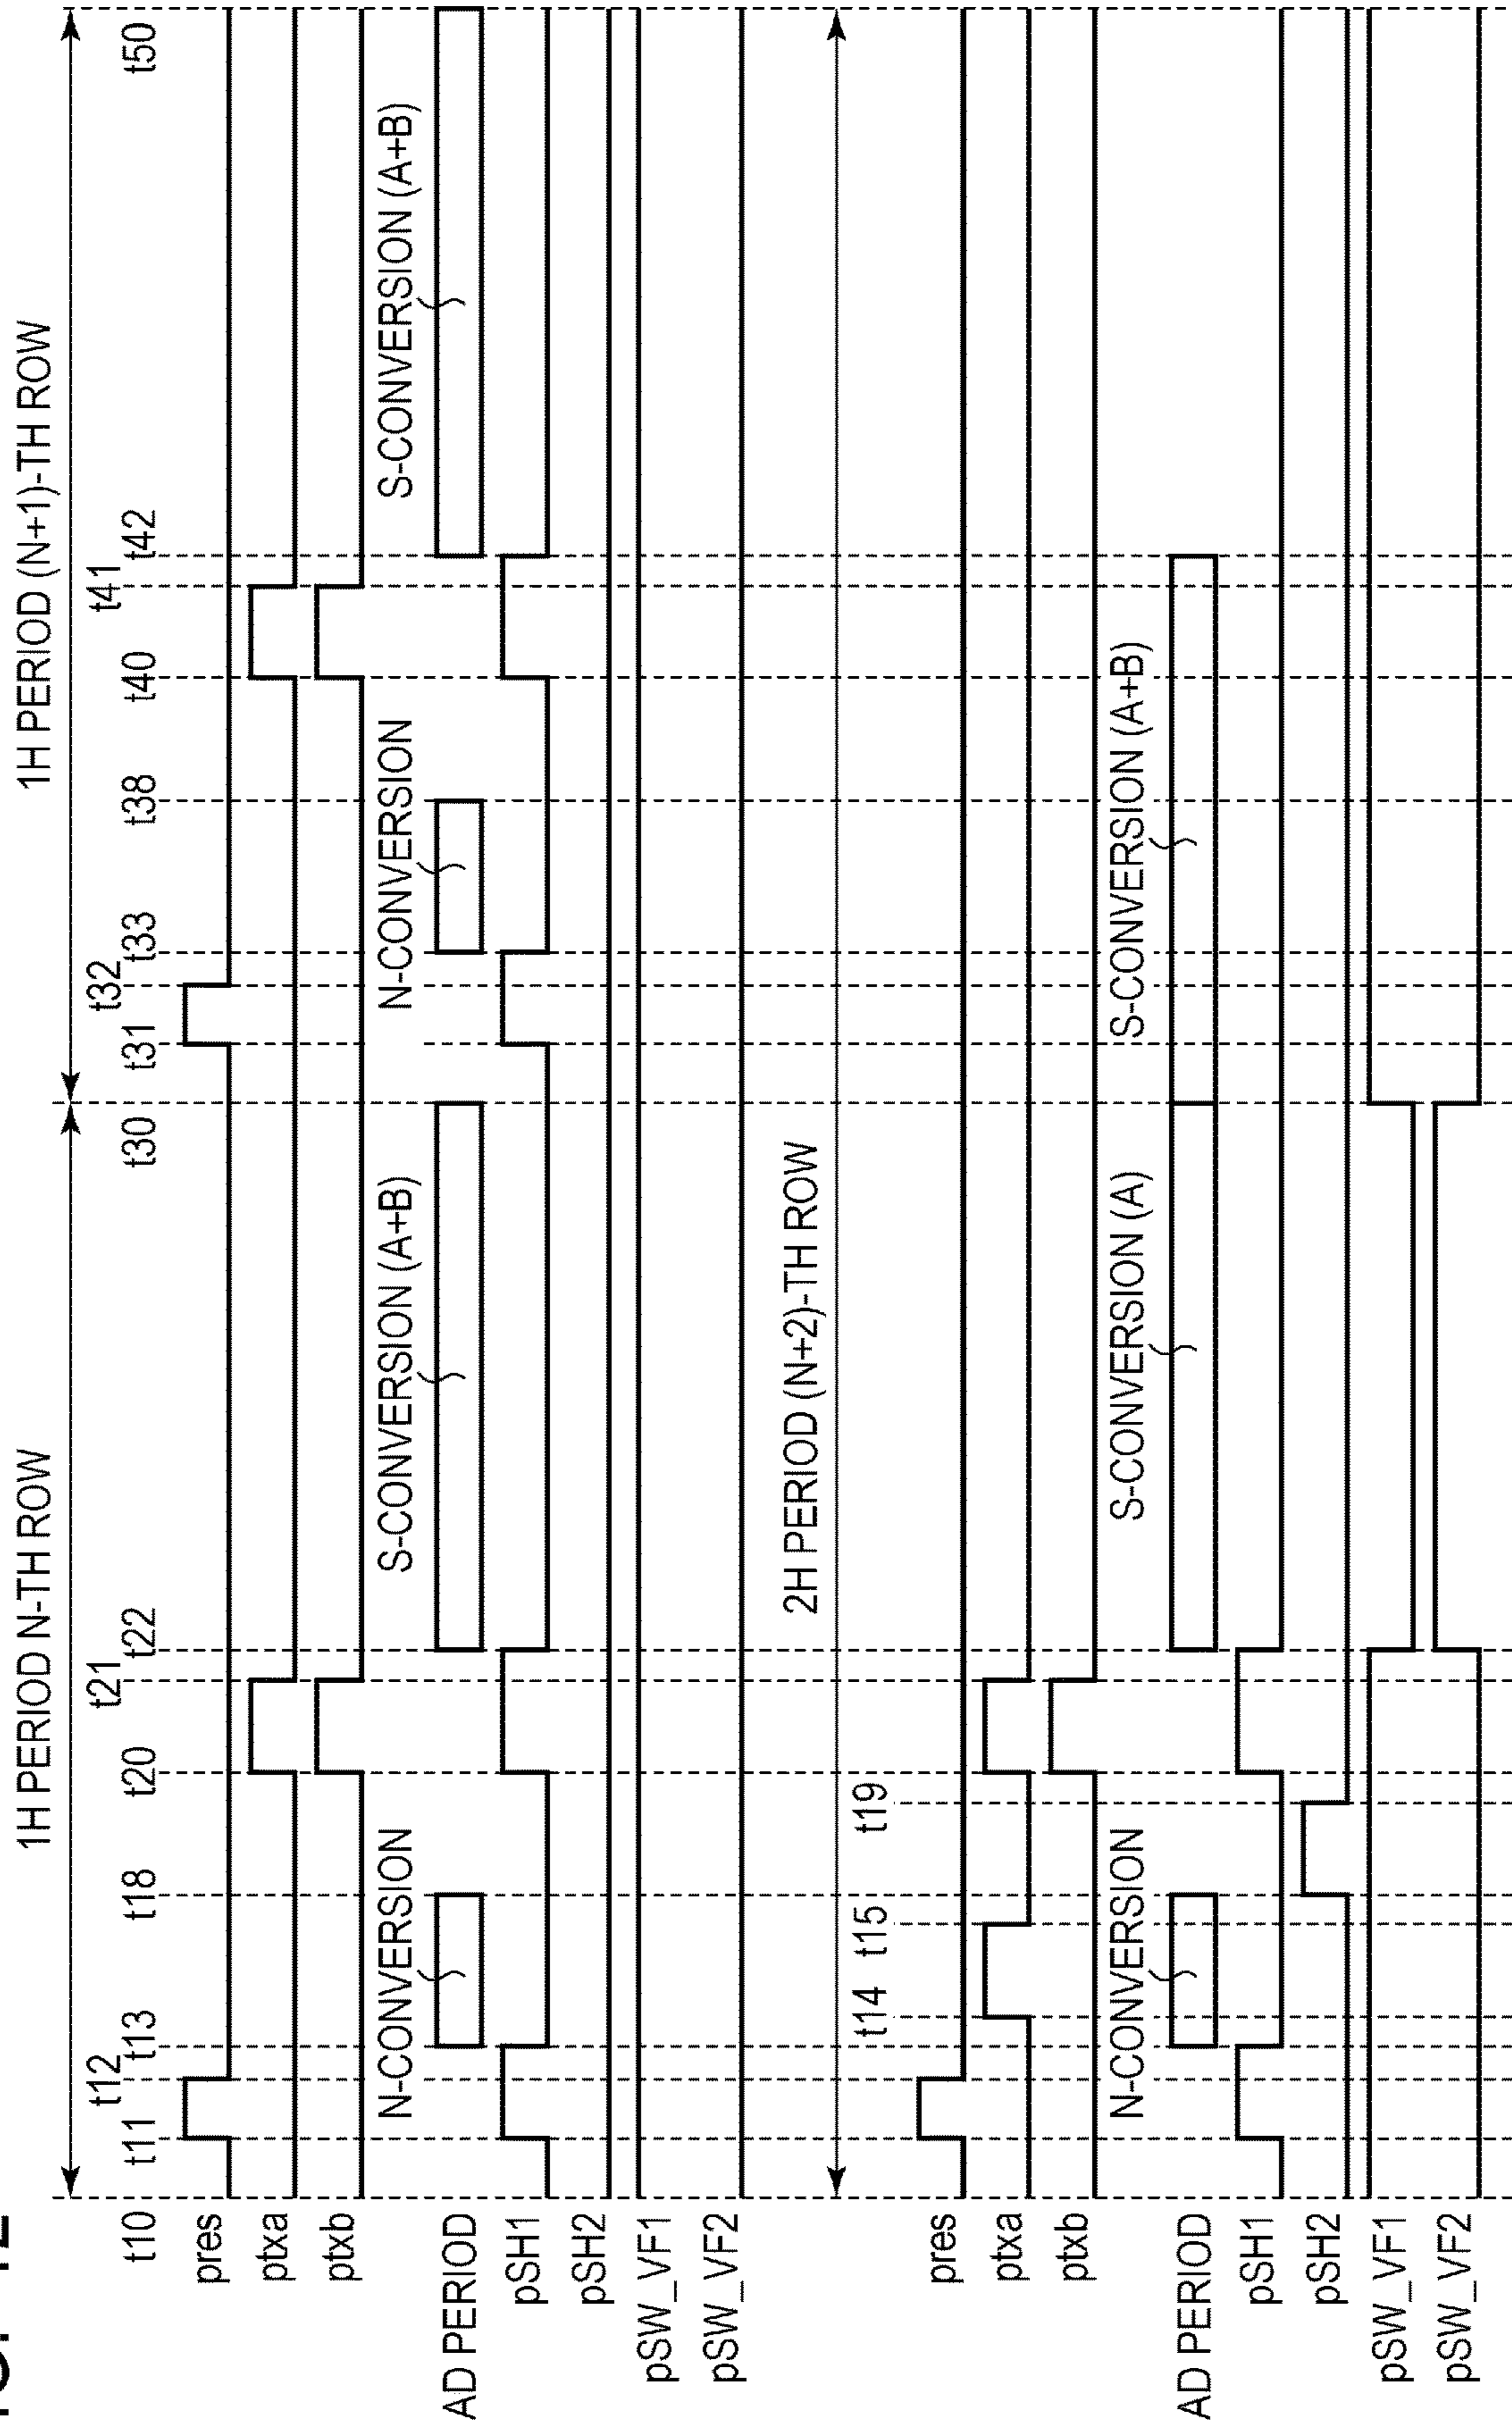 1H PERIOD N-TH ROW
1H PERIOD (N+1)-TH ROW
t10 t11 t12 t13 t18 t20 t21 t22 t30 t31 t32 t33 t38 t40 t41 t42 t50
pres
ptxa
ptxb
N-CONVERSION
S-CONVERSION (A+B)
N-CONVERSION
S-CONVERSION (A+B)
AD PERIOD
pSH1
pSH2
pSW_VF1
pSW_VF2
2H PERIOD (N+2)-TH ROW
t14 t15 t19
pres
ptxa
ptxb
N-CONVERSION
S-CONVERSION (A)
S-CONVERSION (A+B)
AD PERIOD
pSH1
pSH2
pSW_VF1
pSW_VF2